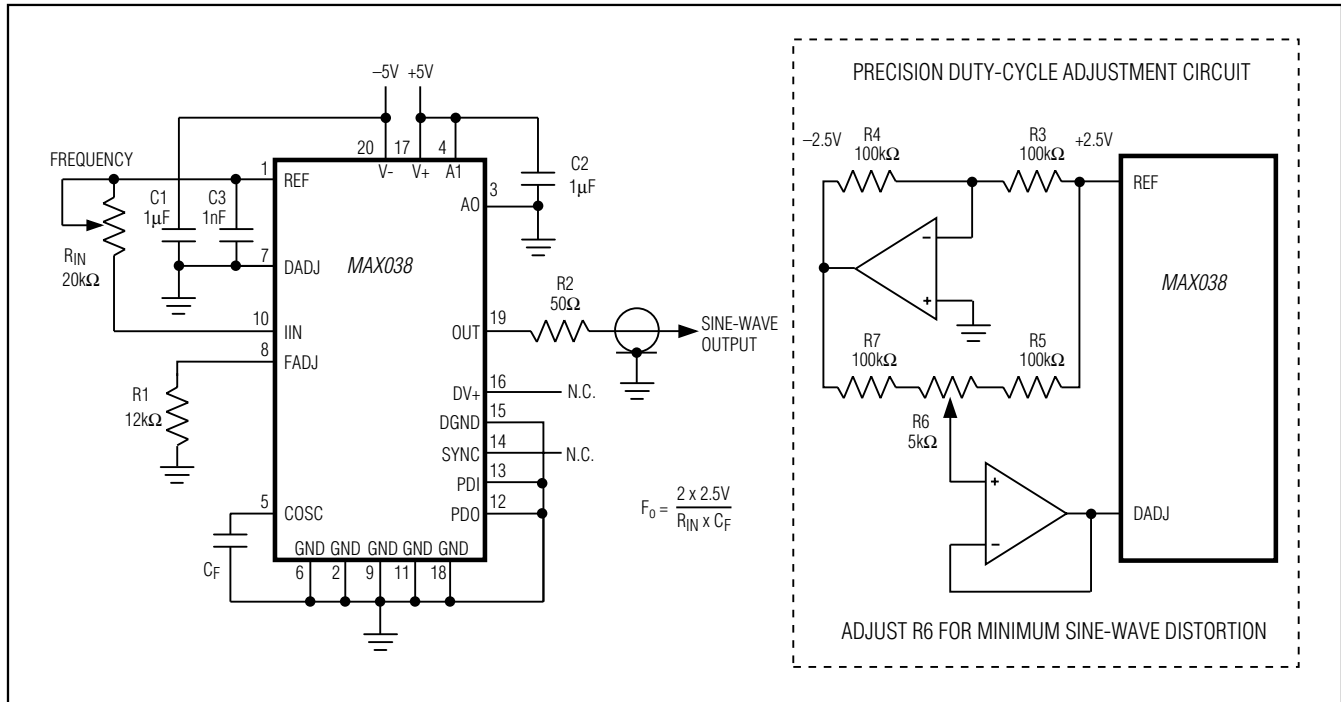 –5V +5V
20 17 4
V- V+ A1
FREQUENCY
1
REF
C1
1µF
C3
1nF
C2
1µF
3
AO
RIN
20kΩ
7
DADJ
MAX038
10
IIN
8
FADJ
R1
12kΩ
R2
50Ω
OUT
19
SINE-WAVE
OUTPUT
DV+
16
N.C.
DGND
15
SYNC
14
N.C.
PDI
13
PDO
12
5
COSC
CF
GND GND GND GND GND
6 2 9 11 18
Fo = 2 x 2.5V
RIN x CF
PRECISION DUTY-CYCLE ADJUSTMENT CIRCUIT
–2.5V
R4
100kΩ
R3
100kΩ
+2.5V
REF
–
+
MAX038
R7
100kΩ
R5
100kΩ
R6
5kΩ
+
–
DADJ
ADJUST R6 FOR MINIMUM SINE-WAVE DISTORTION